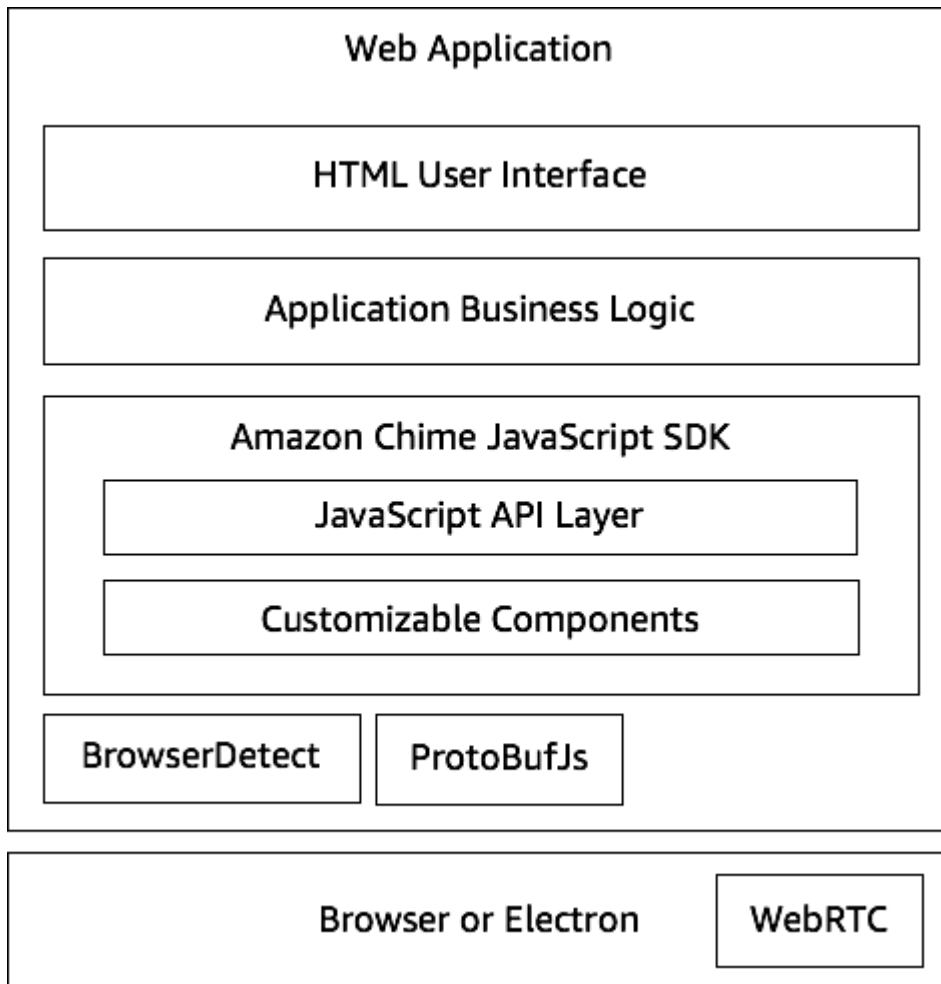 Web Application
HTML User Interface
Application Business Logic
Amazon Chime JavaScript SDK
JavaScript API Layer
Customizable Components
BrowserDetect
ProtoBufJs
Browser or Electron
WebRTC